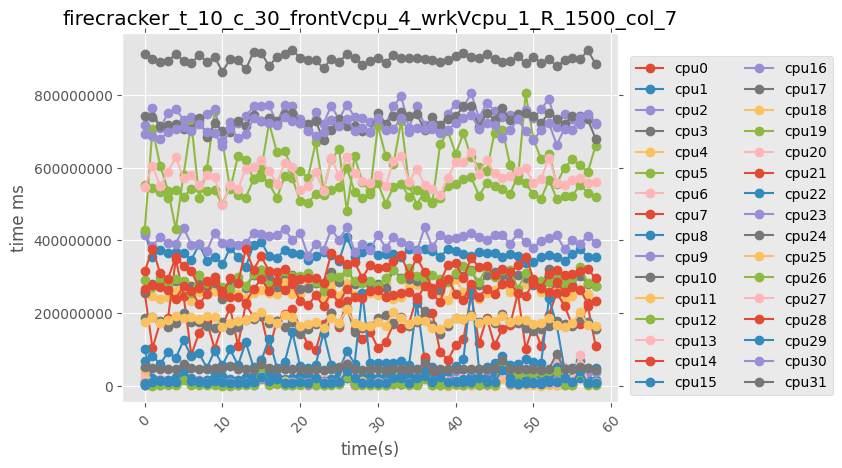 firecracker_t_10_c_30_frontVcpu_4_wrkVcpu_1_R_1500_col_7
time ms
800000000
600000000
400000000
200000000
0
0
10
20
30
40
50
60
time(s)
cpu0
cpu1
cpu2
cpu3
cpu4
cpu5
cpu6
cpu7
cpu8
cpu9
cpu10
cpu11
cpu12
cpu13
cpu14
cpu15
cpu16
cpu17
cpu18
cpu19
cpu20
cpu21
cpu22
cpu23
cpu24
cpu25
cpu26
cpu27
cpu28
cpu29
cpu30
cpu31